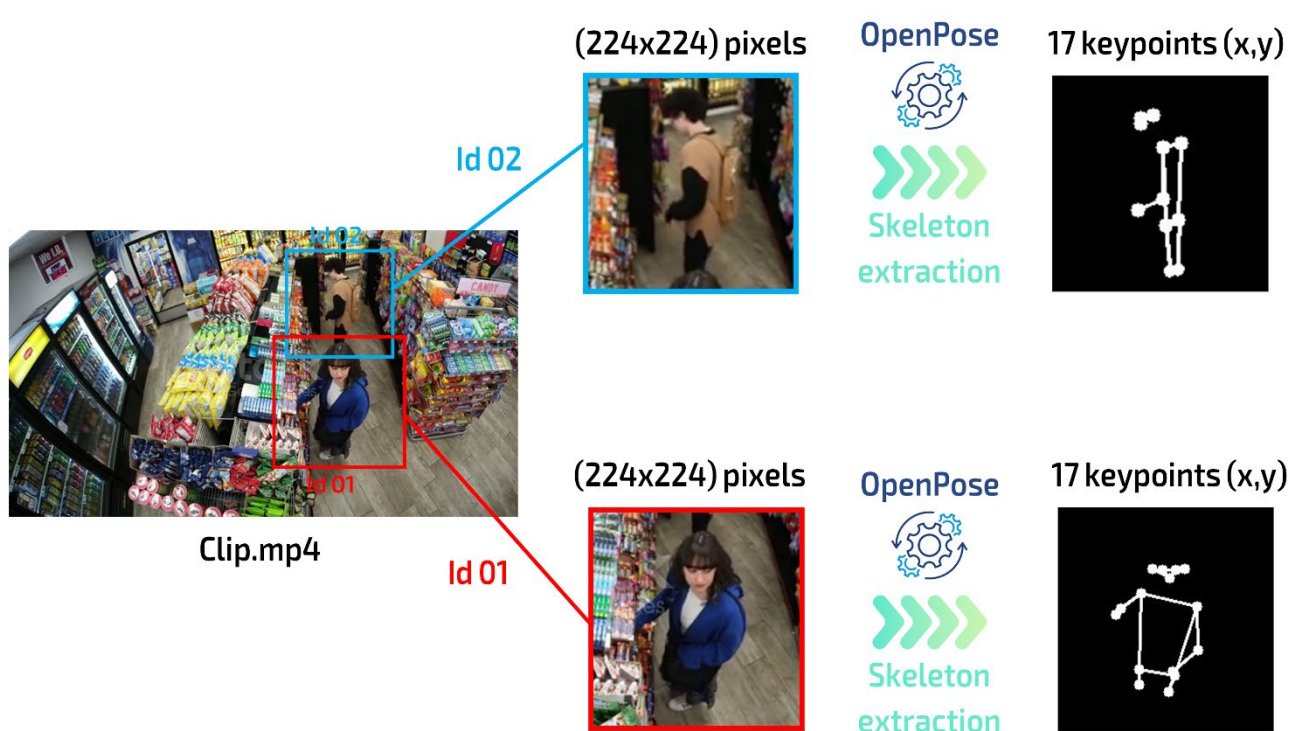 (224x224) pixels
OpenPose
17 keypoints (x,y)
Id 02
Skeleton
extraction
Id 02
CANDY
Id 01
Clip.mp4
Id 01
(224x224) pixels
OpenPose
17 keypoints (x,y)
Skeleton
extraction